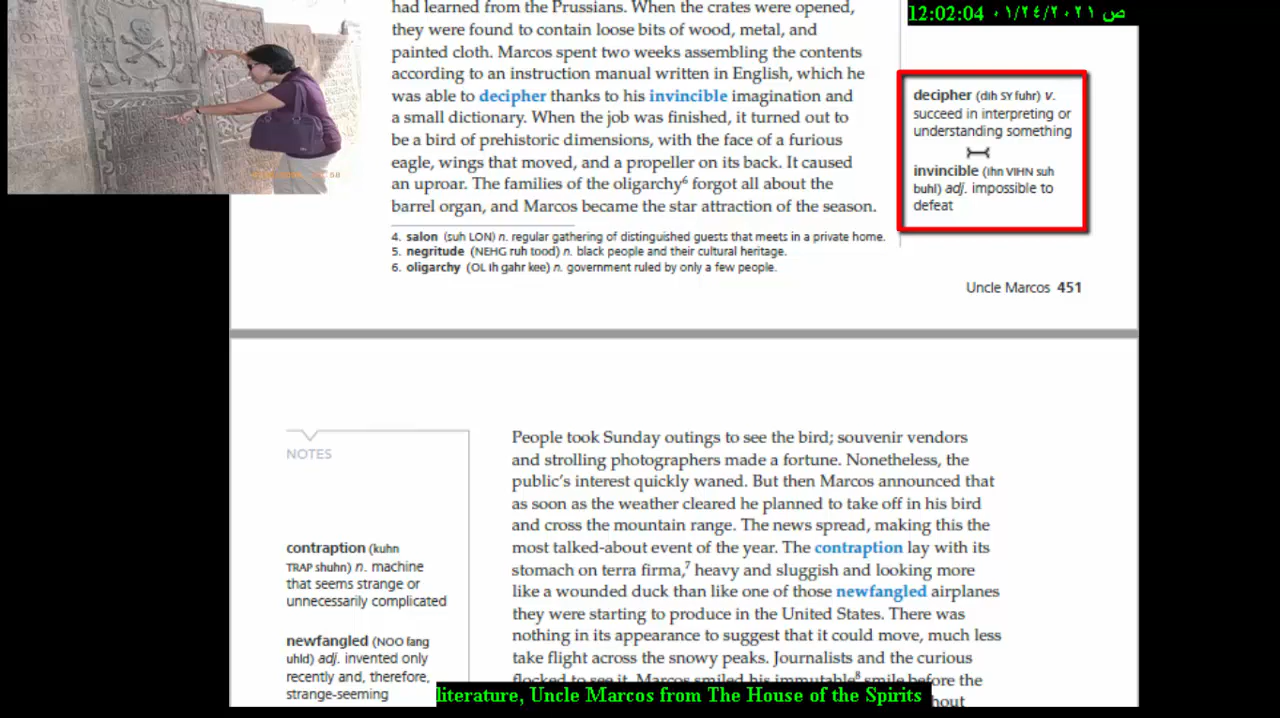 had learned from the Prussians. When the crates were opened,
they were found to contain loose bits of wood, metal, and
painted cloth. Marcos spent two weeks assembling the contents
according to an instruction manual written in English, which he
was able to decipher thanks to his invincible imagination and
a small dictionary. When the job was finished, it turned out to
be a bird of prehistoric dimensions, with the face of a furious
eagle, wings that moved, and a propeller on its back. It caused
an uproar. The families of the oligarchy⁶ forgot all about the
barrel organ, and Marcos became the star attraction of the season.
4. salon (suh LON) n. regular gathering of distinguished guests that meets in a private home.
5. negritude (NEHG ruh tood) n. black people and their cultural heritage.
6. oligarchy (OL ih gahr kee) n. government ruled by only a few people.
12:02:04 ٠١/٢٤/٢٠٢١ ص
decipher (dih SY fuhr) v.
succeed in interpreting or
understanding something
invincible (ihn VIHN suh
buhl) adj. impossible to
defeat
Uncle Marcos 451
NOTES
contraption (kuhn
TRAP shuhn) n. machine
that seems strange or
unnecessarily complicated
newfangled (NOO fang
uhld) adj. invented only
recently and, therefore,
strange-seeming
People took Sunday outings to see the bird; souvenir vendors
and strolling photographers made a fortune. Nonetheless, the
public's interest quickly waned. But then Marcos announced that
as soon as the weather cleared he planned to take off in his bird
and cross the mountain range. The news spread, making this the
most talked-about event of the year. The contraption lay with its
stomach on terra firma,⁷ heavy and sluggish and looking more
like a wounded duck than like one of those newfangled airplanes
they were starting to produce in the United States. There was
nothing in its appearance to suggest that it could move, much less
take flight across the snowy peaks. Journalists and the curious
flocked to see it. Marcos smiled his immutable⁸ smile before the
hout
literature, Uncle Marcos from The House of the Spirits